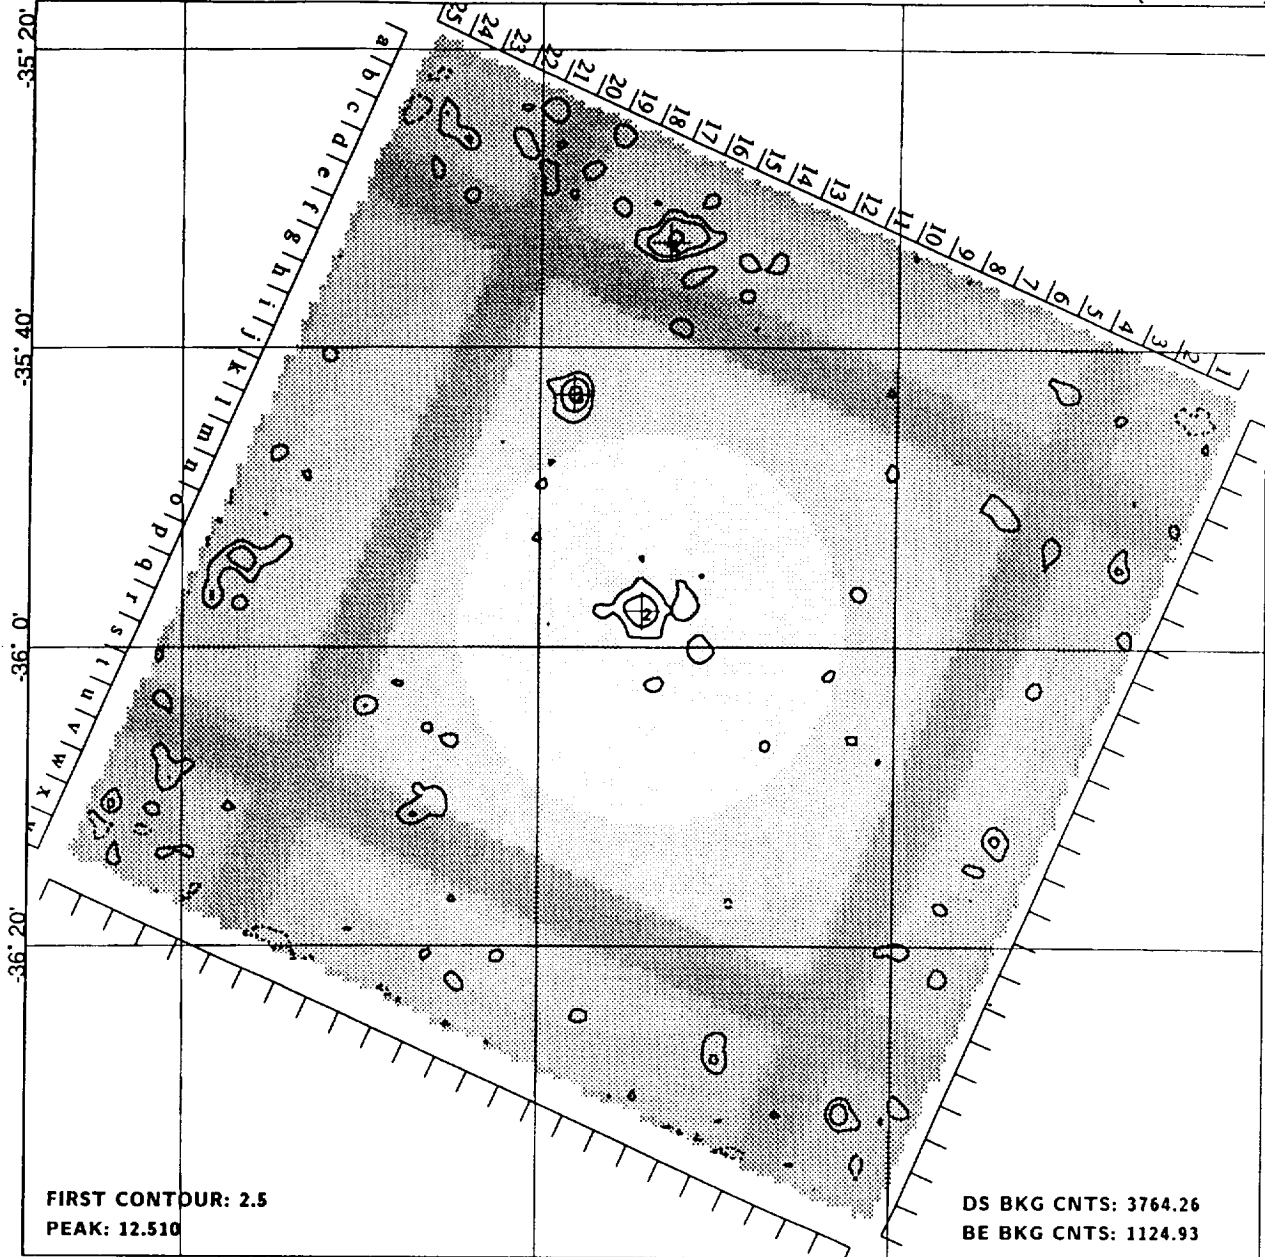 25 24 23 22 21 20 19 18 17 16 15 14 13 12 11 10 9 8 7 6 5 4 3 2 1
a b c d e f g h i j k l m n o p q r s t u v w x
-35° 20'
-35° 40'
-36° 0'
-36° 20'
2
FIRST CONTOUR: 2.5
PEAK: 12.510
DS BKG CNTS: 3764.26
BE BKG CNTS: 1124.93